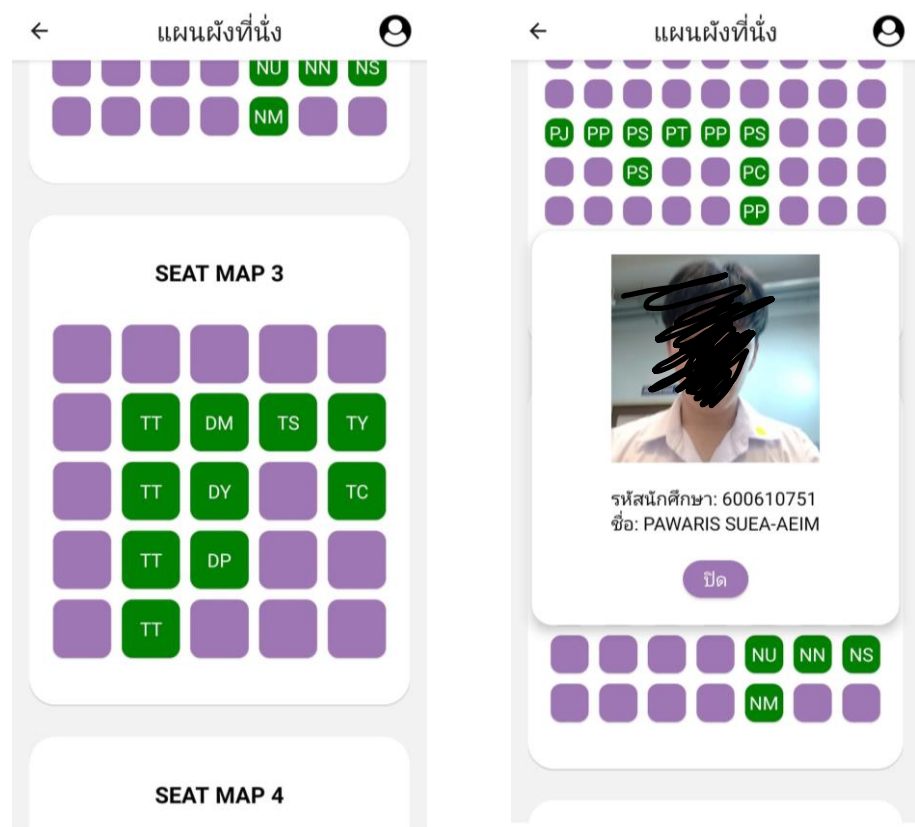 แผนผังที่นั่ง
NU NN NS
NM
SEAT MAP 3
TT DM TS TY
TT DY TC
TT DP
TT
SEAT MAP 4
แผนผังที่นั่ง
PJ PP PS PT PP PS
PS PC
PP
รหัสนักศึกษา: 600610751
ชื่อ: PAWARIS SUEA-AEIM
ปิด
NU NN NS
NM